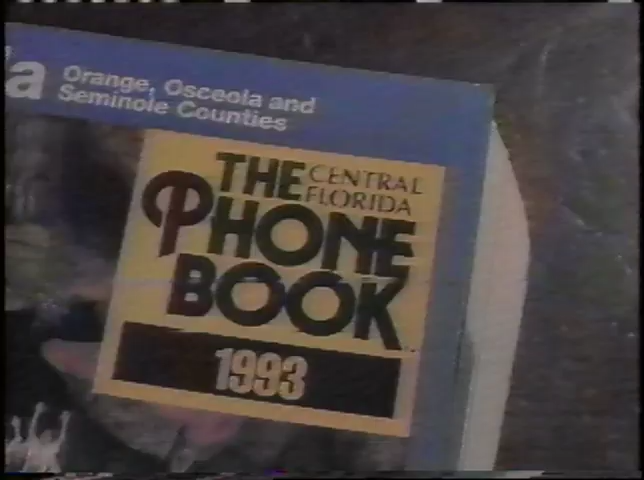 a
Orange, Osceola and
Seminole Counties
THE CENTRAL
FLORIDA
PHONE
BOOK
1993